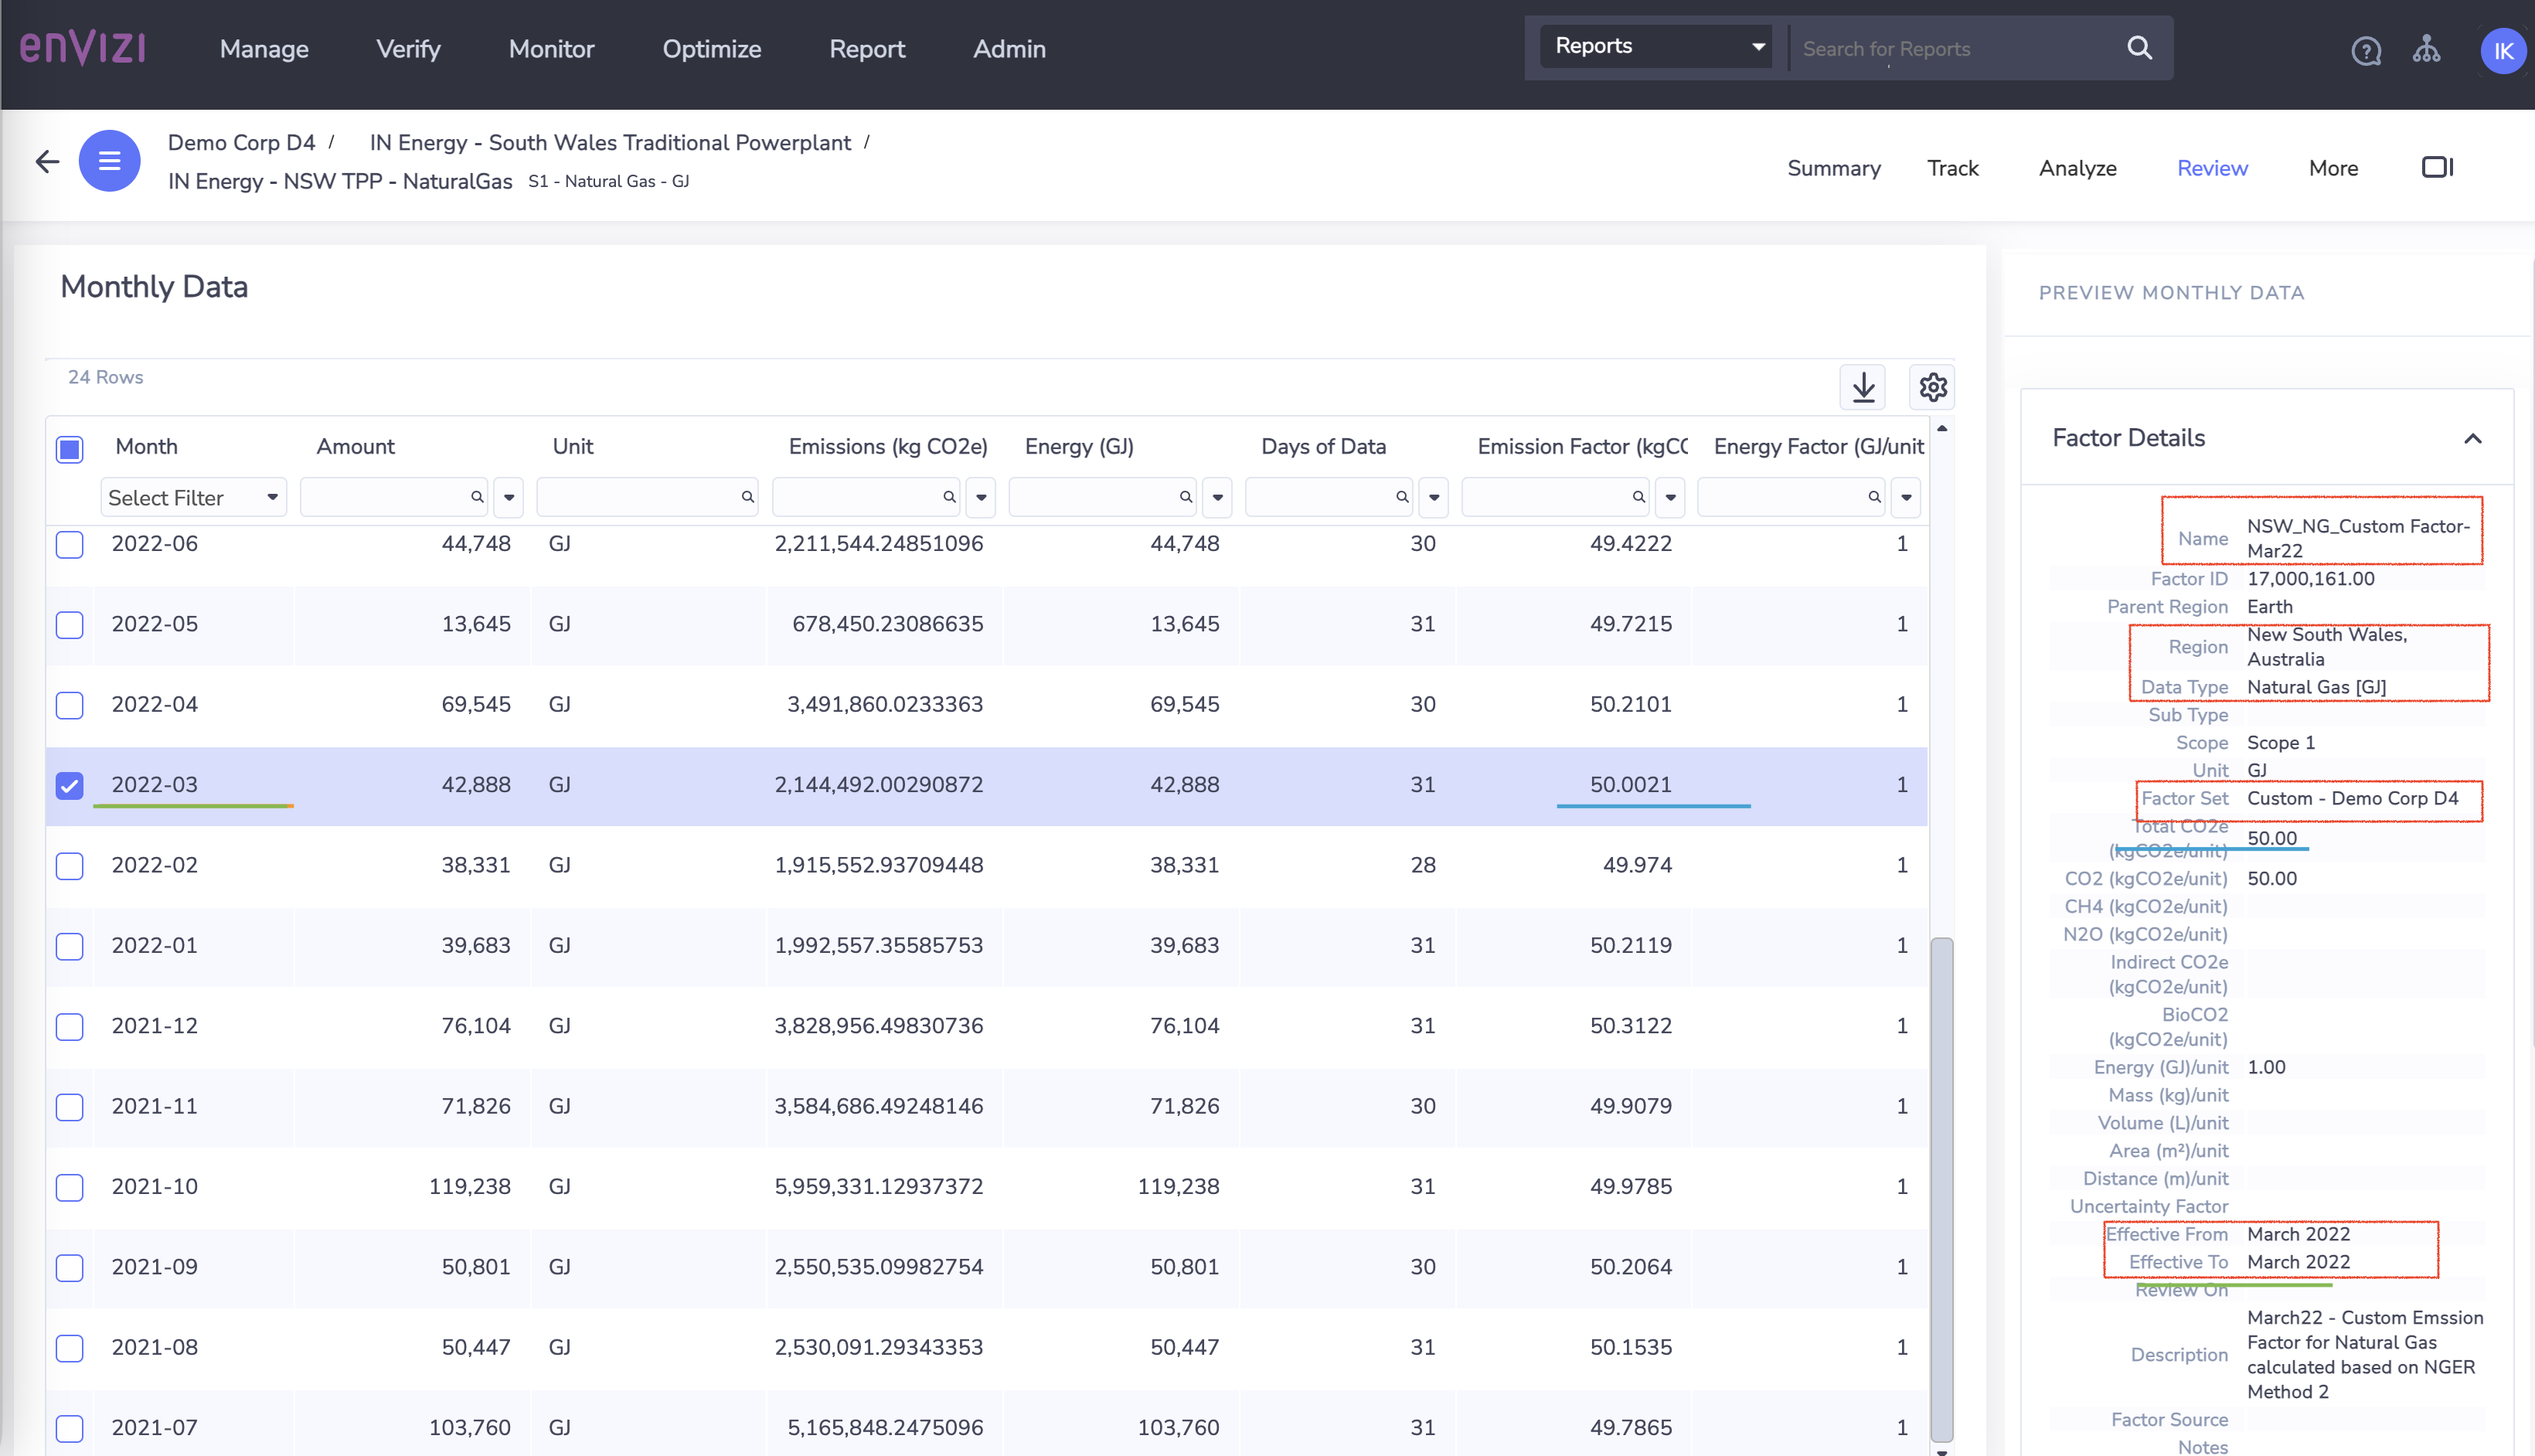 enVizi
Manage Verify Monitor Optimize Report Admin
Reports Search for Reports IK
Demo Corp D4 / IN Energy - South Wales Traditional Powerplant /
IN Energy - NSW TPP - NaturalGas S1 - Natural Gas - GJ
Summary Track Analyze Review More
Monthly Data
24 Rows
Month Amount Unit Emissions (kg CO2e) Energy (GJ) Days of Data Emission Factor (kgCC Energy Factor (GJ/unit
Select Filter
2022-06 44,748 GJ 2,211,544.24851096 44,748 30 49.4222 1
2022-05 13,645 GJ 678,450.23086635 13,645 31 49.7215 1
2022-04 69,545 GJ 3,491,860.0233363 69,545 30 50.2101 1
2022-03 42,888 GJ 2,144,492.00290872 42,888 31 50.0021 1
2022-02 38,331 GJ 1,915,552.93709448 38,331 28 49.974 1
2022-01 39,683 GJ 1,992,557.35585753 39,683 31 50.2119 1
2021-12 76,104 GJ 3,828,956.49830736 76,104 31 50.3122 1
2021-11 71,826 GJ 3,584,686.49248146 71,826 30 49.9079 1
2021-10 119,238 GJ 5,959,331.12937372 119,238 31 49.9785 1
2021-09 50,801 GJ 2,550,535.09982754 50,801 30 50.2064 1
2021-08 50,447 GJ 2,530,091.29343353 50,447 31 50.1535 1
2021-07 103,760 GJ 5,165,848.2475096 103,760 31 49.7865 1
PREVIEW MONTHLY DATA
Factor Details
Name NSW_NG_Custom Factor-
Mar22
Factor ID 17,000,161.00
Parent Region Earth
Region New South Wales,
Australia
Data Type Natural Gas [GJ]
Sub Type
Scope Scope 1
Unit GJ
Factor Set Custom - Demo Corp D4
Total CO2e
(kgCO2e/unit) 50.00
CO2 (kgCO2e/unit) 50.00
CH4 (kgCO2e/unit)
N2O (kgCO2e/unit)
Indirect CO2e
(kgCO2e/unit)
BioCO2
(kgCO2e/unit)
Energy (GJ)/unit 1.00
Mass (kg)/unit
Volume (L)/unit
Area (m²)/unit
Distance (m)/unit
Uncertainty Factor
Effective From March 2022
Effective To March 2022
Review On
Description March22 - Custom Emssion
Factor for Natural Gas
calculated based on NGER
Method 2
Factor Source
Notes